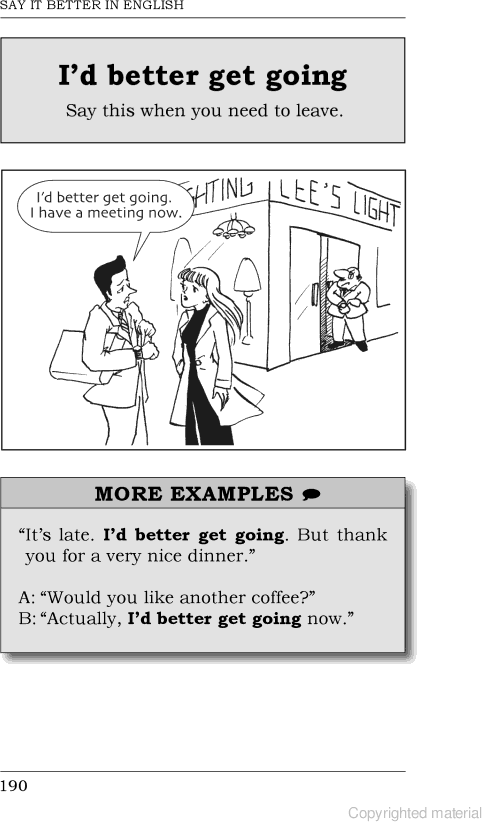 SAY IT BETTER IN ENGLISH
I’d better get going
Say this when you need to leave.
I’d better get going.
I have a meeting now.
HTING
LEE'S LIGHT
MORE EXAMPLES
“It’s late. I’d better get going. But thank
you for a very nice dinner.”
A: “Would you like another coffee?”
B: “Actually, I’d better get going now.”
190
Copyrighted material